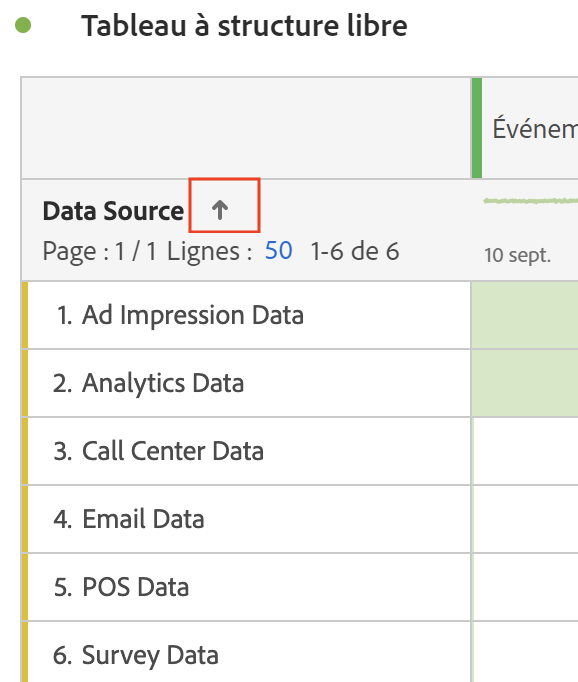 Tableau à structure libre
Événem
Data Source
Page : 1 / 1 Lignes : 50 1-6 de 6
10 sept.
1. Ad Impression Data
2. Analytics Data
3. Call Center Data
4. Email Data
5. POS Data
6. Survey Data